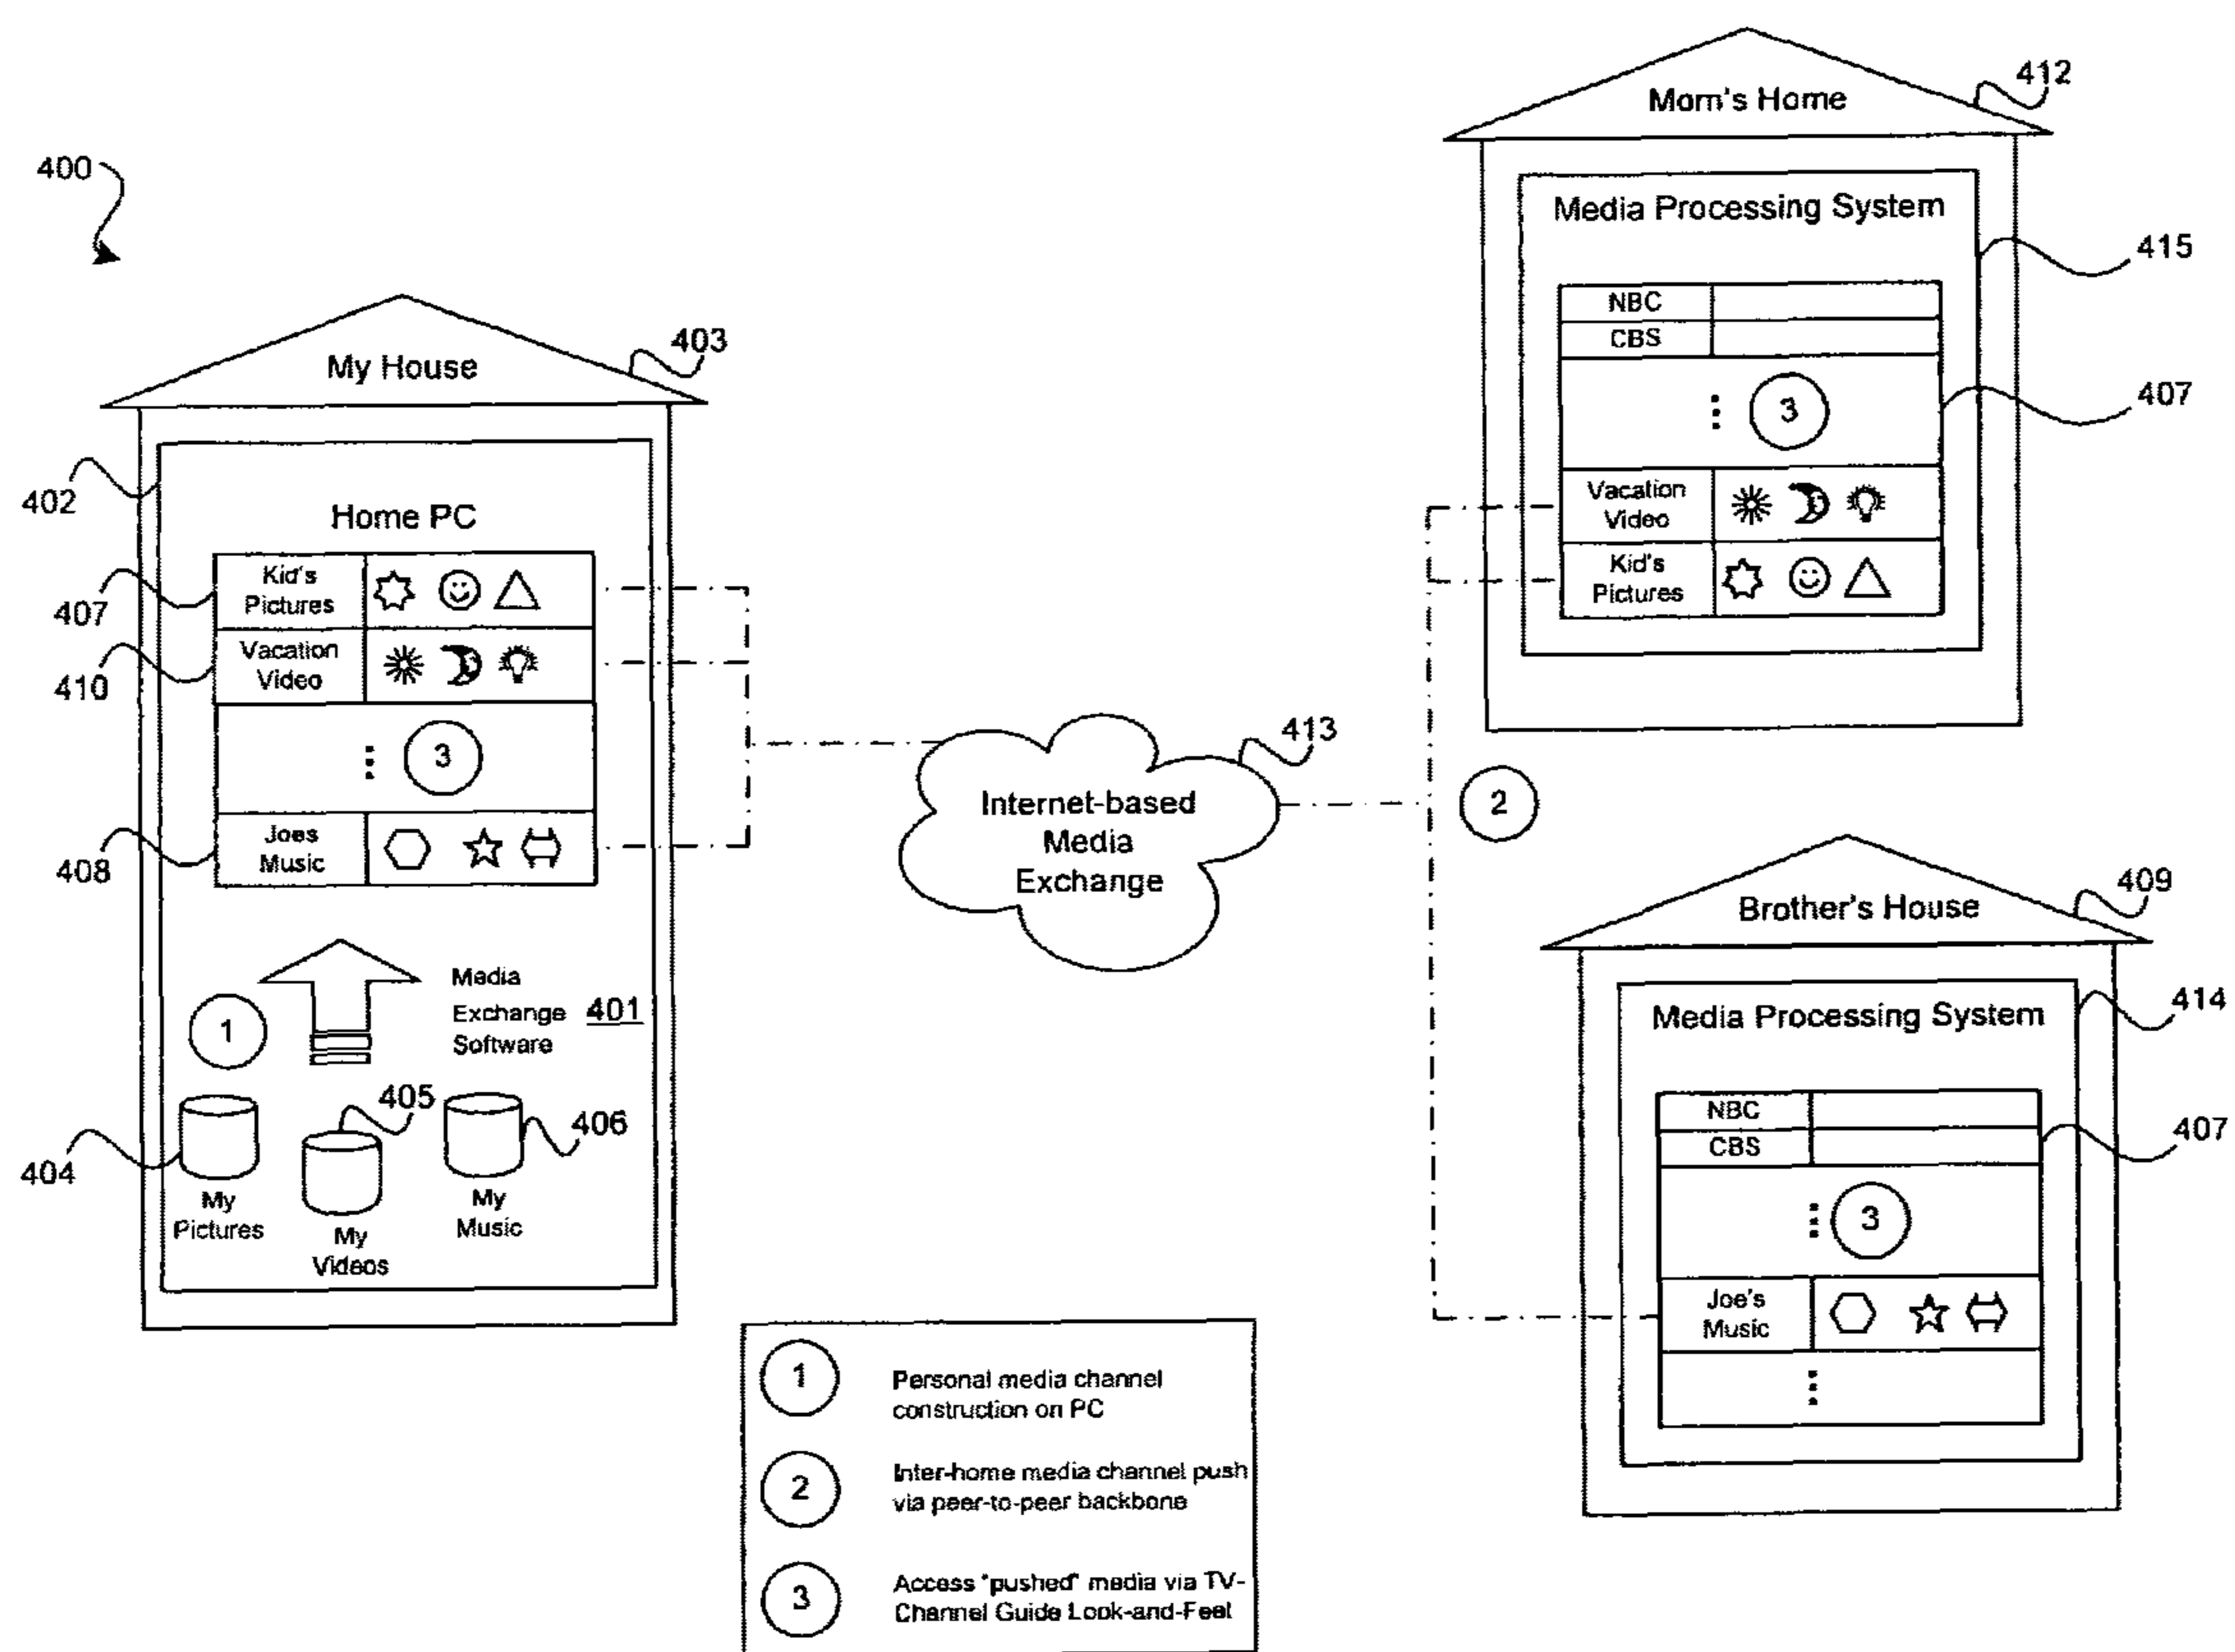 400
My House
403
402
Home PC
Kid's
Pictures
407
Vacation
Video
410
3
Joes
Music
408
Media
Exchange 401
Software
1
404
405
406
My
Pictures
My
Videos
My
Music
Internet-based
Media
Exchange
413
2
Mom's Home
412
Media Processing System
415
NBC
CBS
3
407
Vacation
Video
Kid's
Pictures
Brother's House
409
Media Processing System
414
NBC
CBS
407
3
Joe's
Music
1
Personal media channel
construction on PC
2
Inter-home media channel push
via peer-to-peer backbone
3
Access "pushed" media via TV-
Channel Guide Look-and-Feel